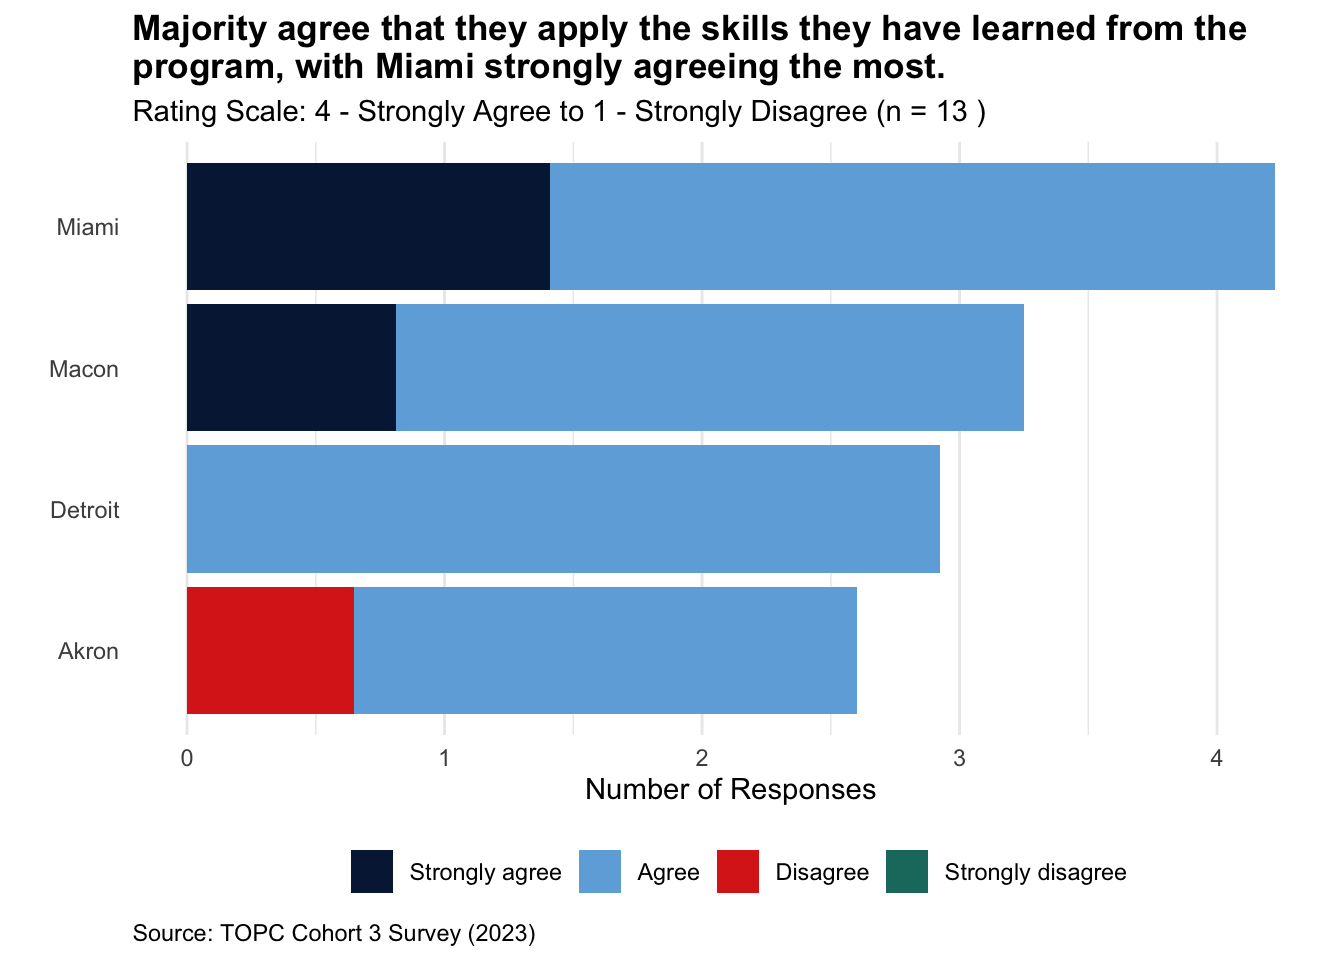 Majority agree that they apply the skills they have learned from the
program, with Miami strongly agreeing the most.
Rating Scale: 4 - Strongly Agree to 1 - Strongly Disagree (n = 13 )
Miami
Macon
Detroit
Akron
0 1 2 3 4
Number of Responses
Strongly agree Agree Disagree Strongly disagree
Source: TOPC Cohort 3 Survey (2023)